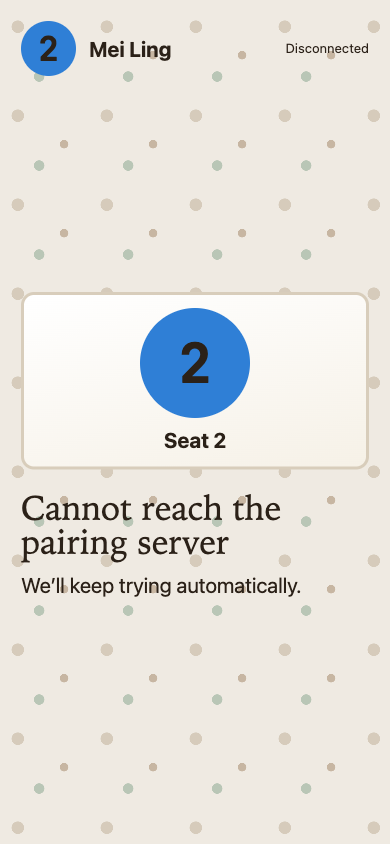 2 Mei Ling Disconnected
2
Seat 2
Cannot reach the
pairing server
We’ll keep trying automatically.